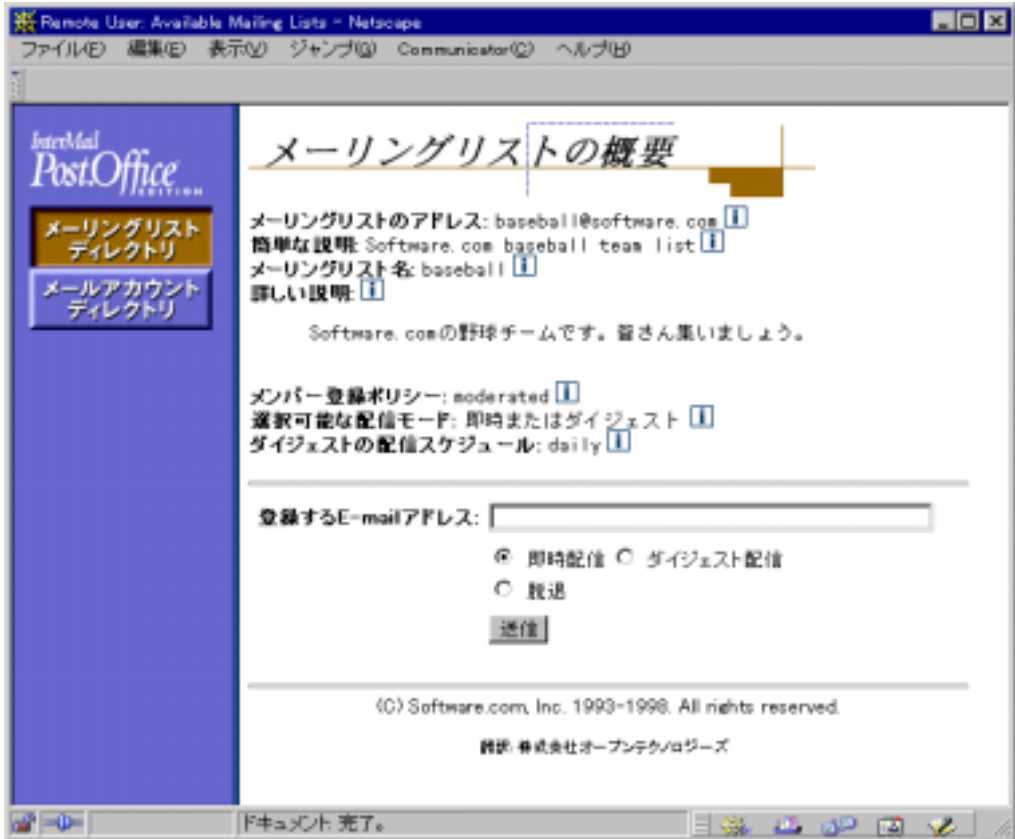 Remote User: Available Mailing Lists - Netscape
ファイル(F) 編集(E) 表示(V) ジャンプ(G) Communicator(C) ヘルプ(H)
InterMail
Post.Office
EDITION
メーリングリスト
ディレクトリ
メールアカウント
ディレクトリ
メーリングリストの概要
メーリングリストのアドレス: baseball@software.com
簡単な説明: Software.com baseball team list
メーリングリスト名: baseball
詳しい説明:
Software.comの野球チームです。皆さん集いましょう。
メンバー登録ポリシー: moderated
選択可能な配信モード: 即時またはダイジェスト
ダイジェストの配信スケジュール: daily
登録するE-mailアドレス:
即時配信 ダイジェスト配信
脱退
送信
(C) Software.com, Inc. 1993-1998. All rights reserved.
翻訳: 株式会社オープンテクノロジーズ
ドキュメント: 完了。